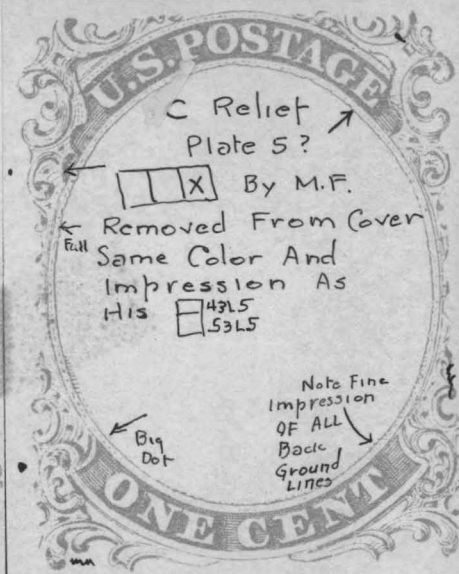 U.S. POSTAGE
C Relief
Plate 5?
X By M.F.
Removed From Cover
Full
Same Color And
Impression As
His 43L5
53L5
Note Fine
Impression
OF ALL
Back
Ground
Lines
Big
Dot
ONE CENT